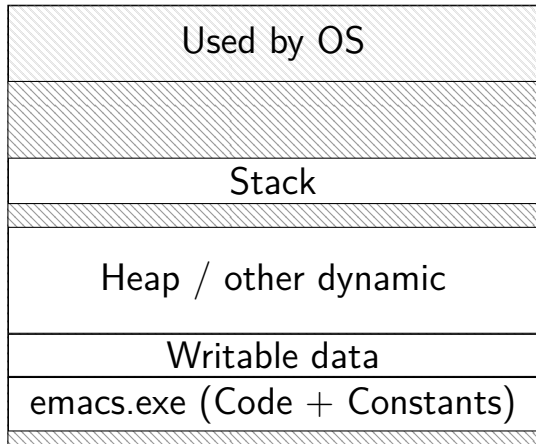 Used by OS
Stack
Heap / other dynamic
Writable data
emacs.exe (Code + Constants)